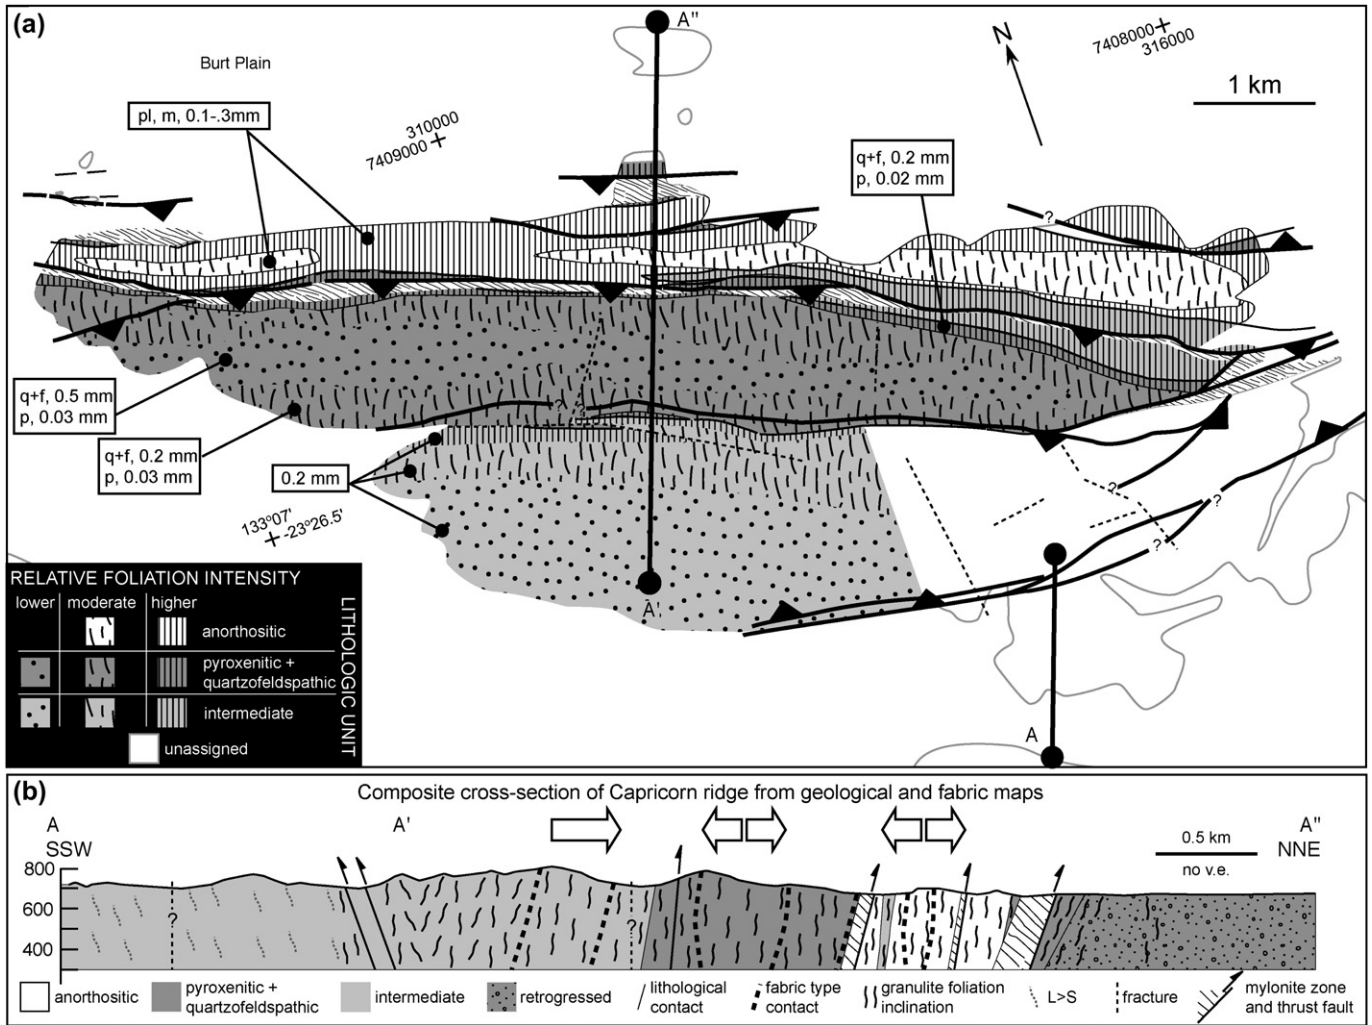 (a)
A"
Burt Plain
N
7408000
316000
1 km
pl, m, 0.1-.3mm
310000
7409000
q+f, 0.2 mm
p, 0.02 mm
?
q+f, 0.5 mm
p, 0.03 mm
? ?
q+f, 0.2 mm
p, 0.03 mm
0.2 mm
?
?
?
133°07'
-23°26.5'
A'
A
RELATIVE FOLIATION INTENSITY
lower moderate higher
anorthositic
pyroxenitic +
quartzofeldspathic
intermediate
unassigned
LITHOLOGIC UNIT
(b)
Composite cross-section of Capricorn ridge from geological and fabric maps
A
SSW
A'
A"
NNE
0.5 km
no v.e.
800
600
400
?
?
anorthositic
pyroxenitic +
quartzofeldspathic
intermediate
retrogressed
lithological
contact
fabric type
contact
granulite foliation
inclination
L>S
fracture
mylonite zone
and thrust fault